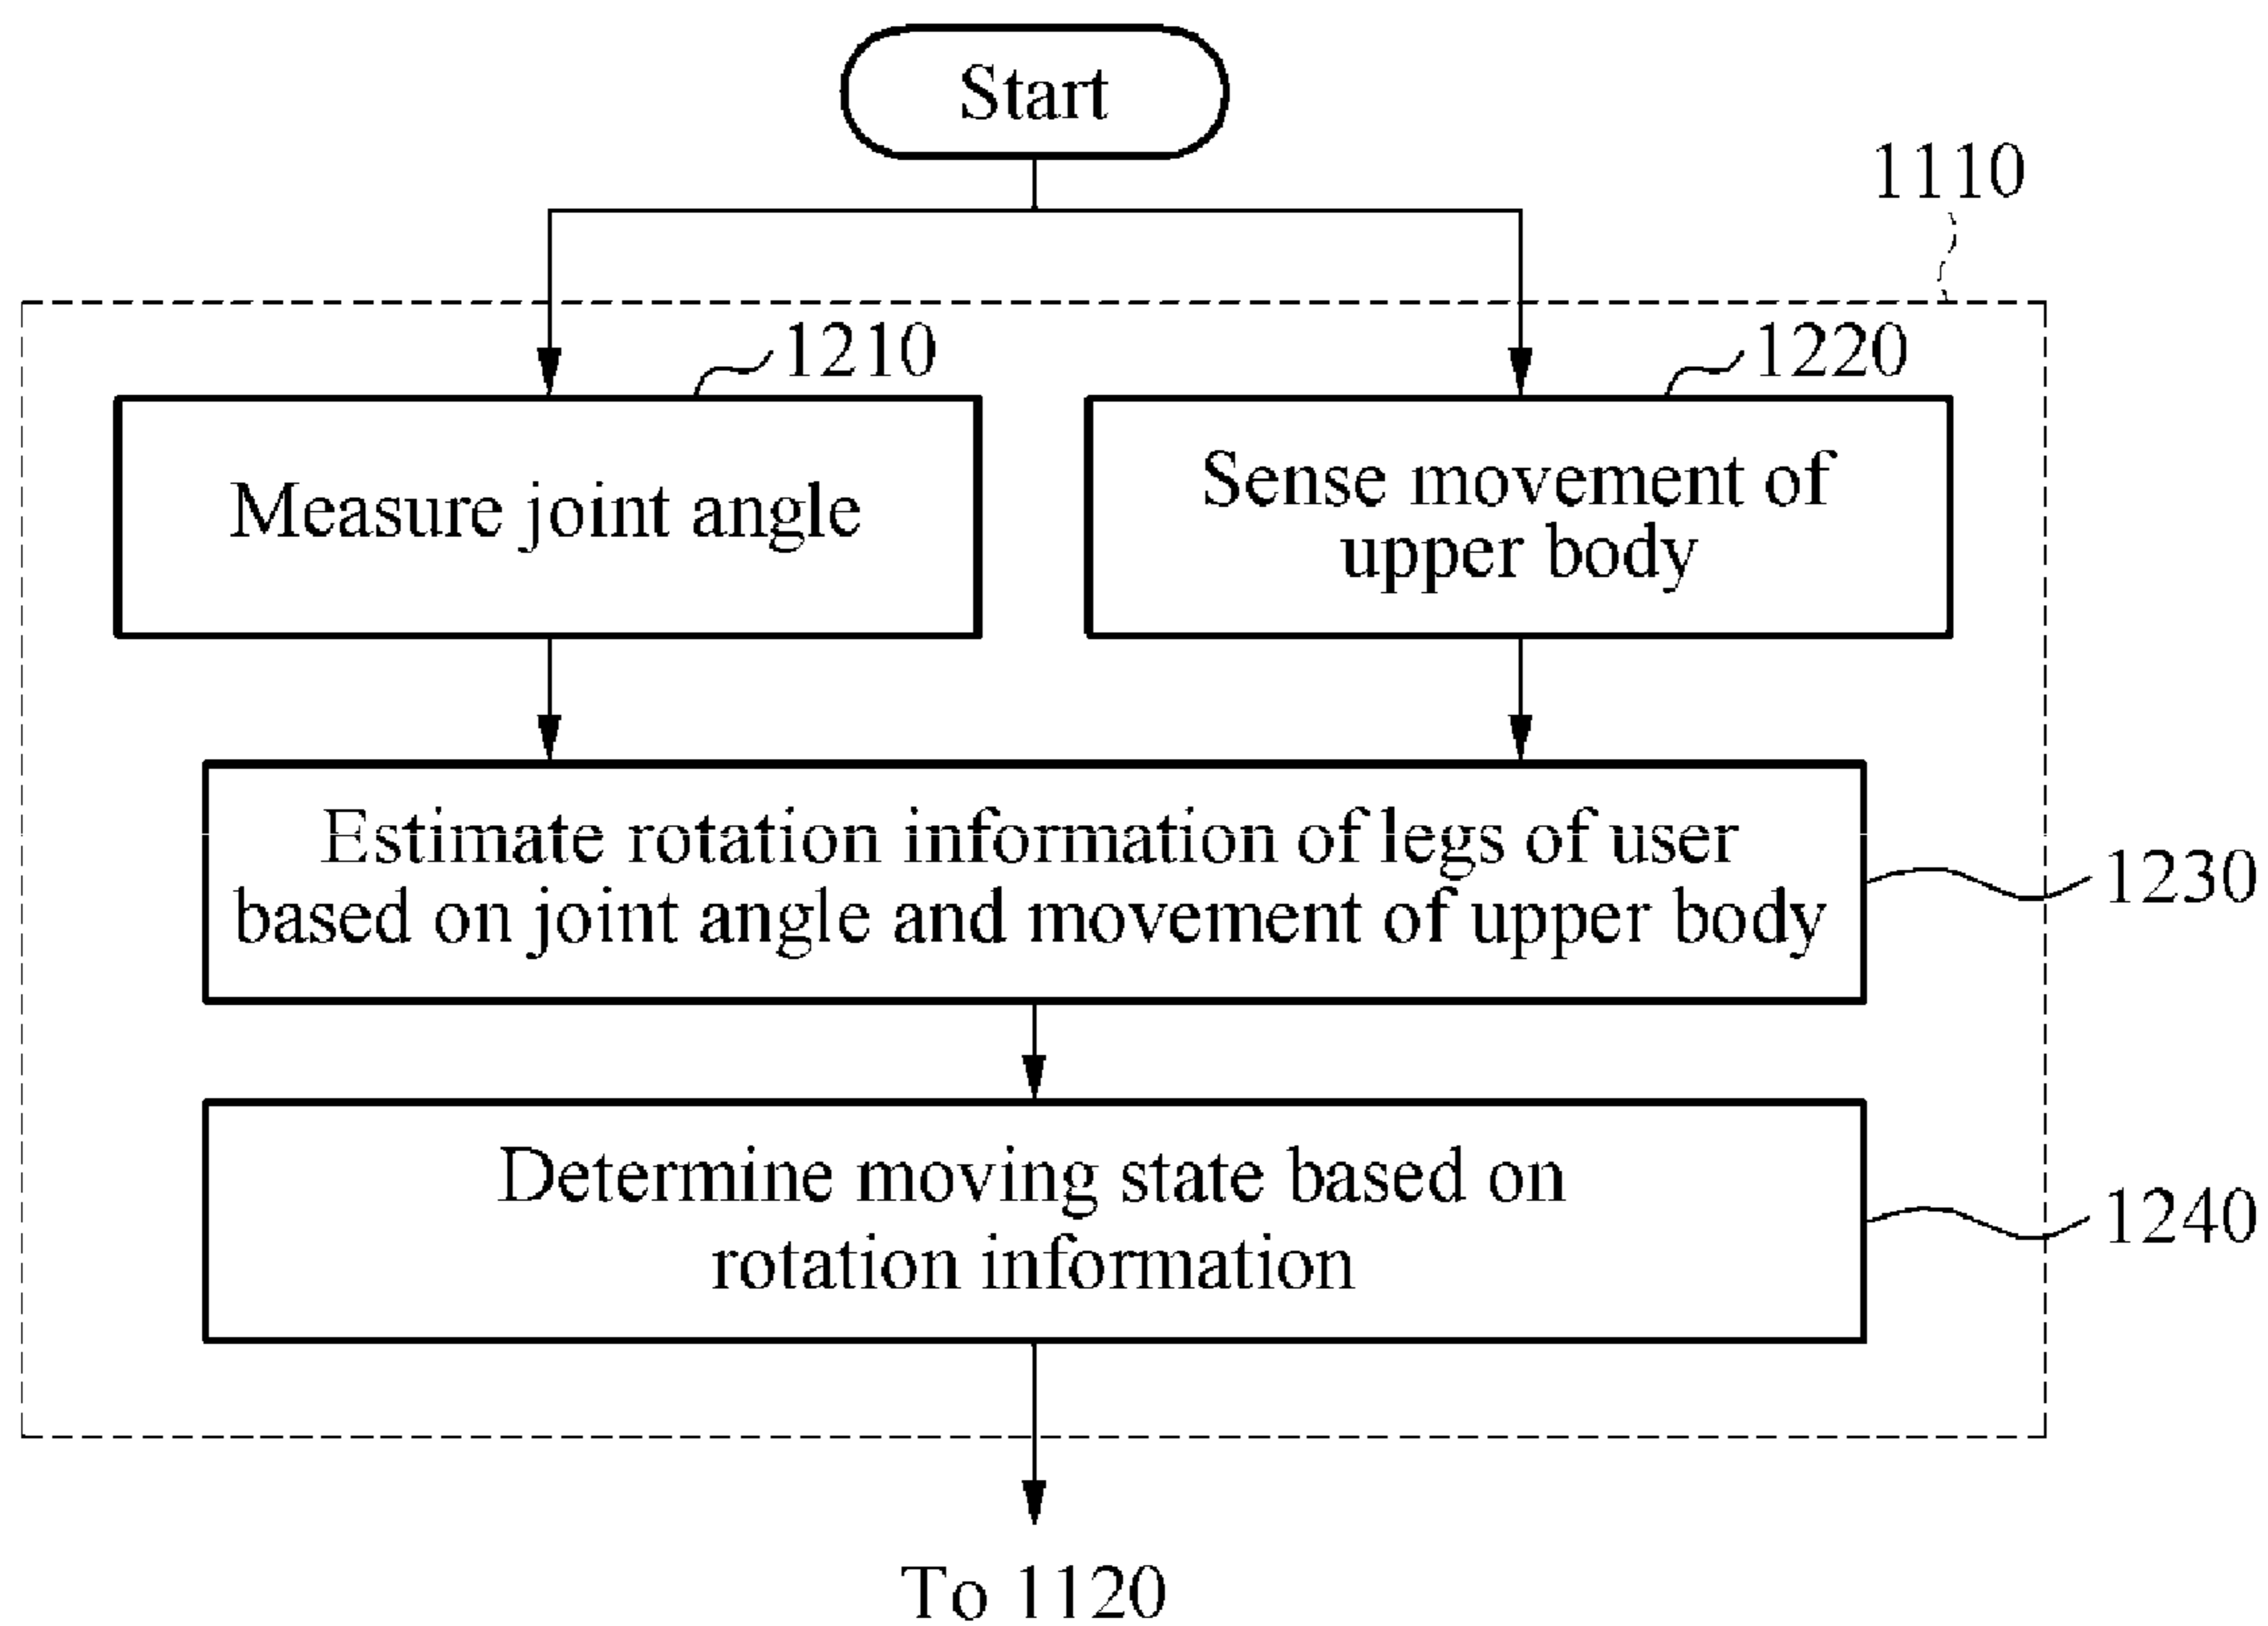 Start
1110
1210
1220
Measure joint angle
Sense movement of
upper body
Estimate rotation information of legs of user
based on joint angle and movement of upper body
1230
Determine moving state based on
rotation information
1240
To 1120